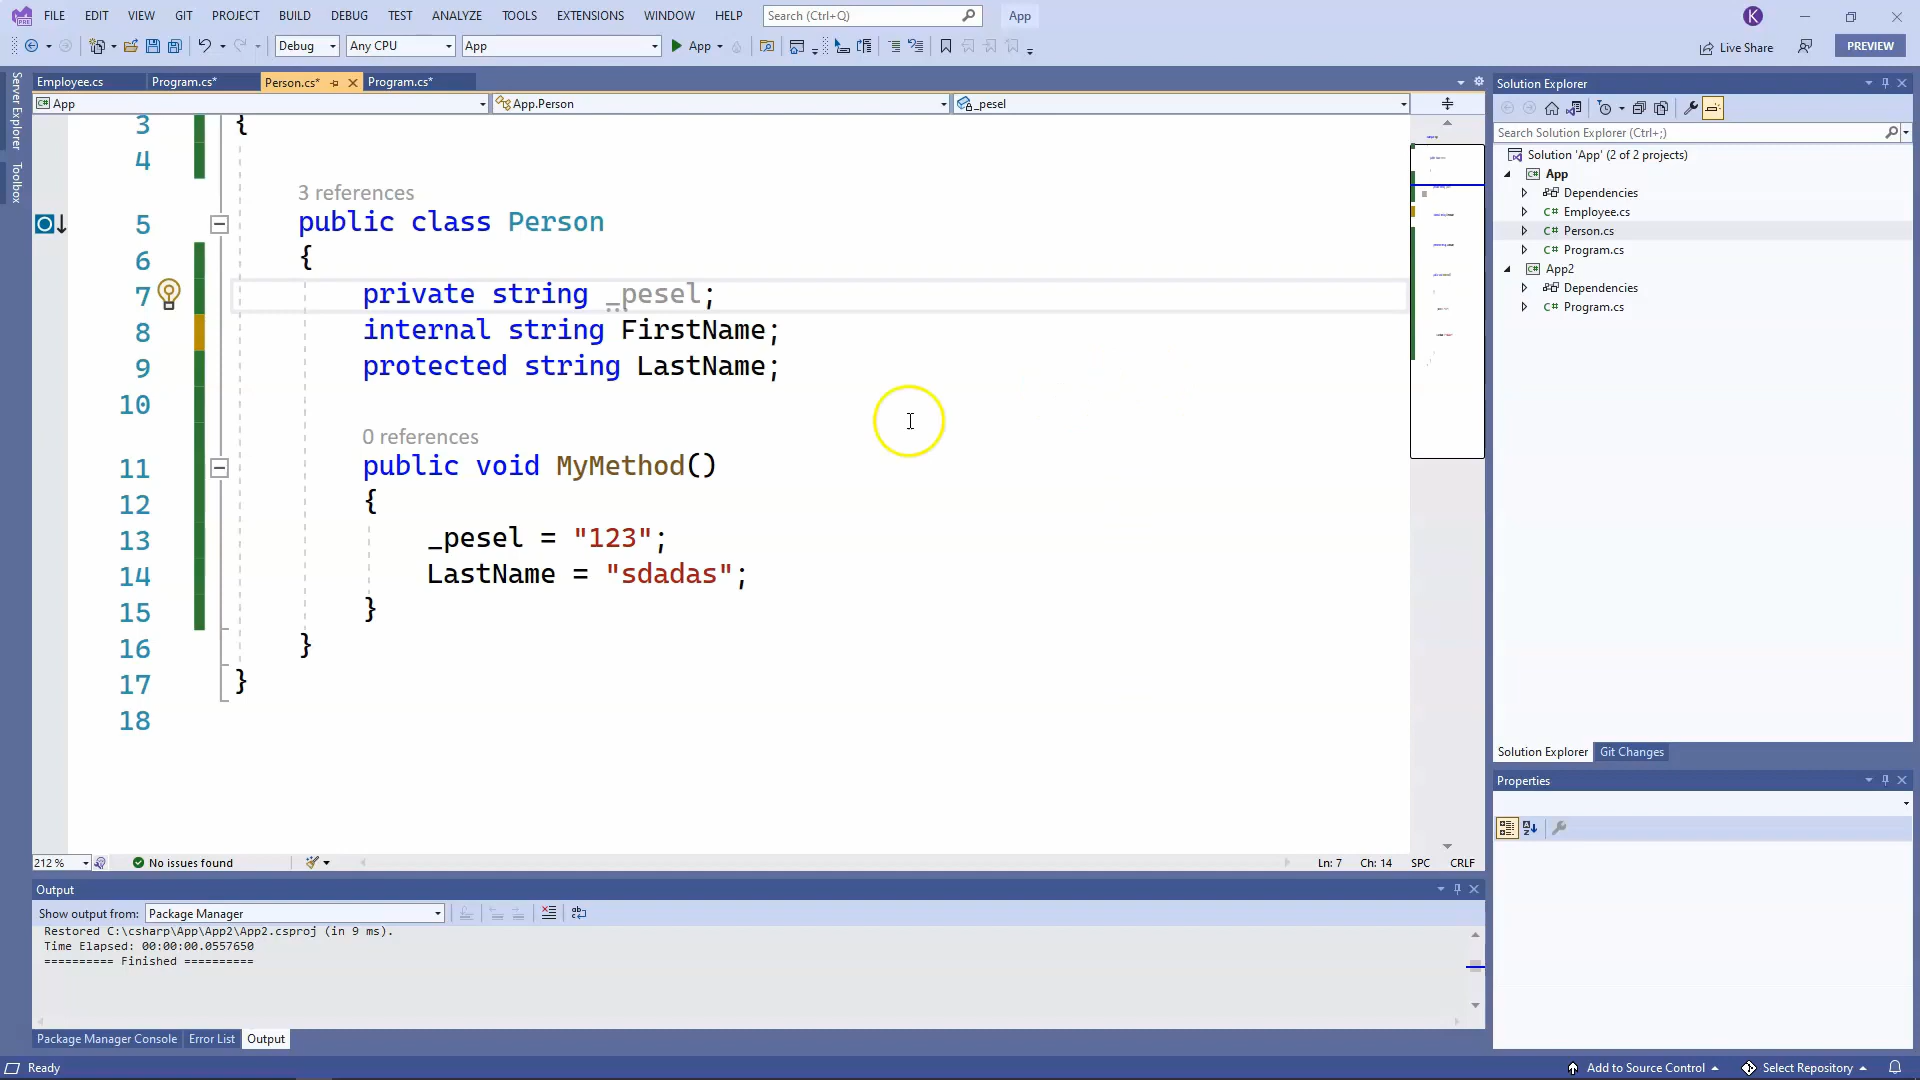 FILE EDIT VIEW GIT PROJECT BUILD DEBUG TEST ANALYZE TOOLS EXTENSIONS WINDOW HELP Search (Ctrl+Q) App K
Debug Any CPU App App Live Share PREVIEW
Server Explorer
Toolbox
Employee.cs Program.cs* Person.cs* Program.cs*
App App.Person _pesel
3 {
4
3 references
5 public class Person
6 {
7 private string _pesel;
8 internal string FirstName;
9 protected string LastName;
10
0 references
11 public void MyMethod()
12 {
13 _pesel = "123";
14 LastName = "sdadas";
15 }
16 }
17 }
18
212 % No issues found Ln: 7 Ch: 14 SPC CRLF
Output
Show output from: Package Manager
Restored C:\csharp\App\App2\App2.csproj (in 9 ms).
Time Elapsed: 00:00:00.0557650
========== Finished ==========
Package Manager Console Error List Output
Solution Explorer
Search Solution Explorer (Ctrl+;)
Solution 'App' (2 of 2 projects)
App
Dependencies
C# Employee.cs
C# Person.cs
C# Program.cs
App2
Dependencies
C# Program.cs
Solution Explorer Git Changes
Properties
Ready Add to Source Control Select Repository